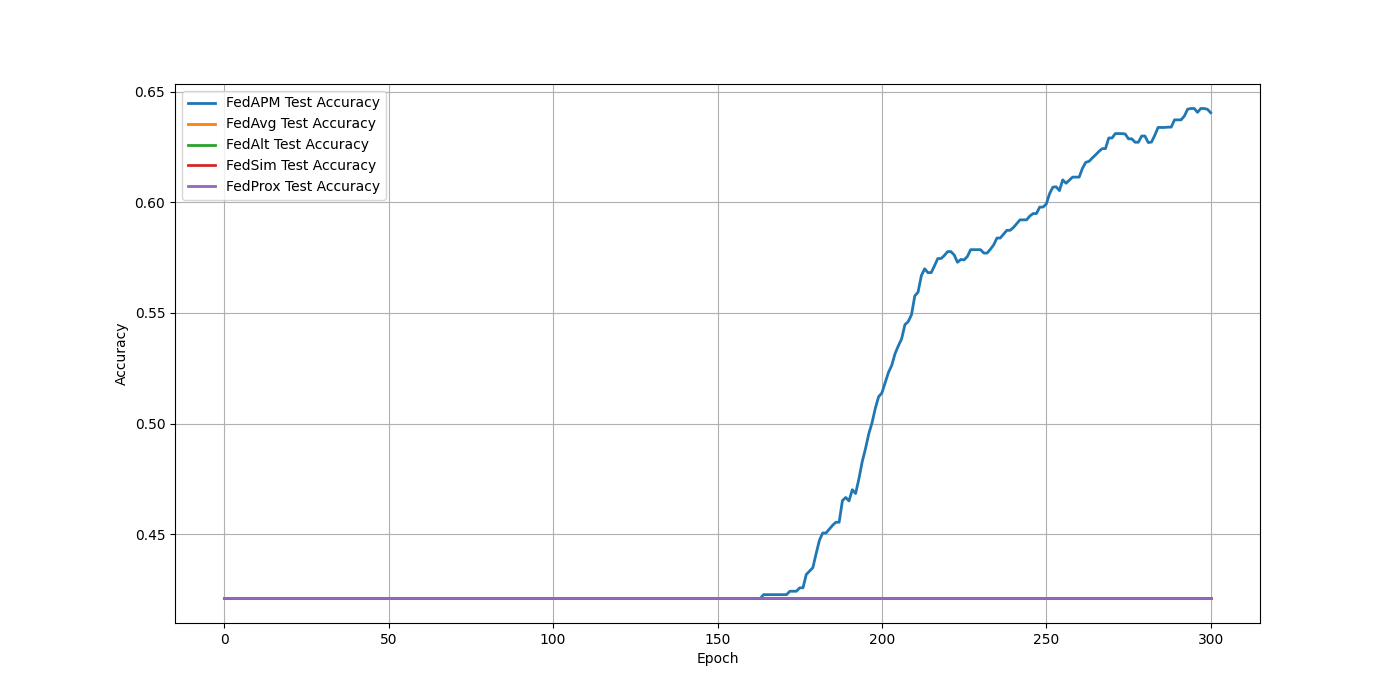 0.65
0.60
0.55
0.50
0.45
Accuracy
FedAPM Test Accuracy
FedAvg Test Accuracy
FedAlt Test Accuracy
FedSim Test Accuracy
FedProx Test Accuracy
0 50 100 150 200 250 300
Epoch